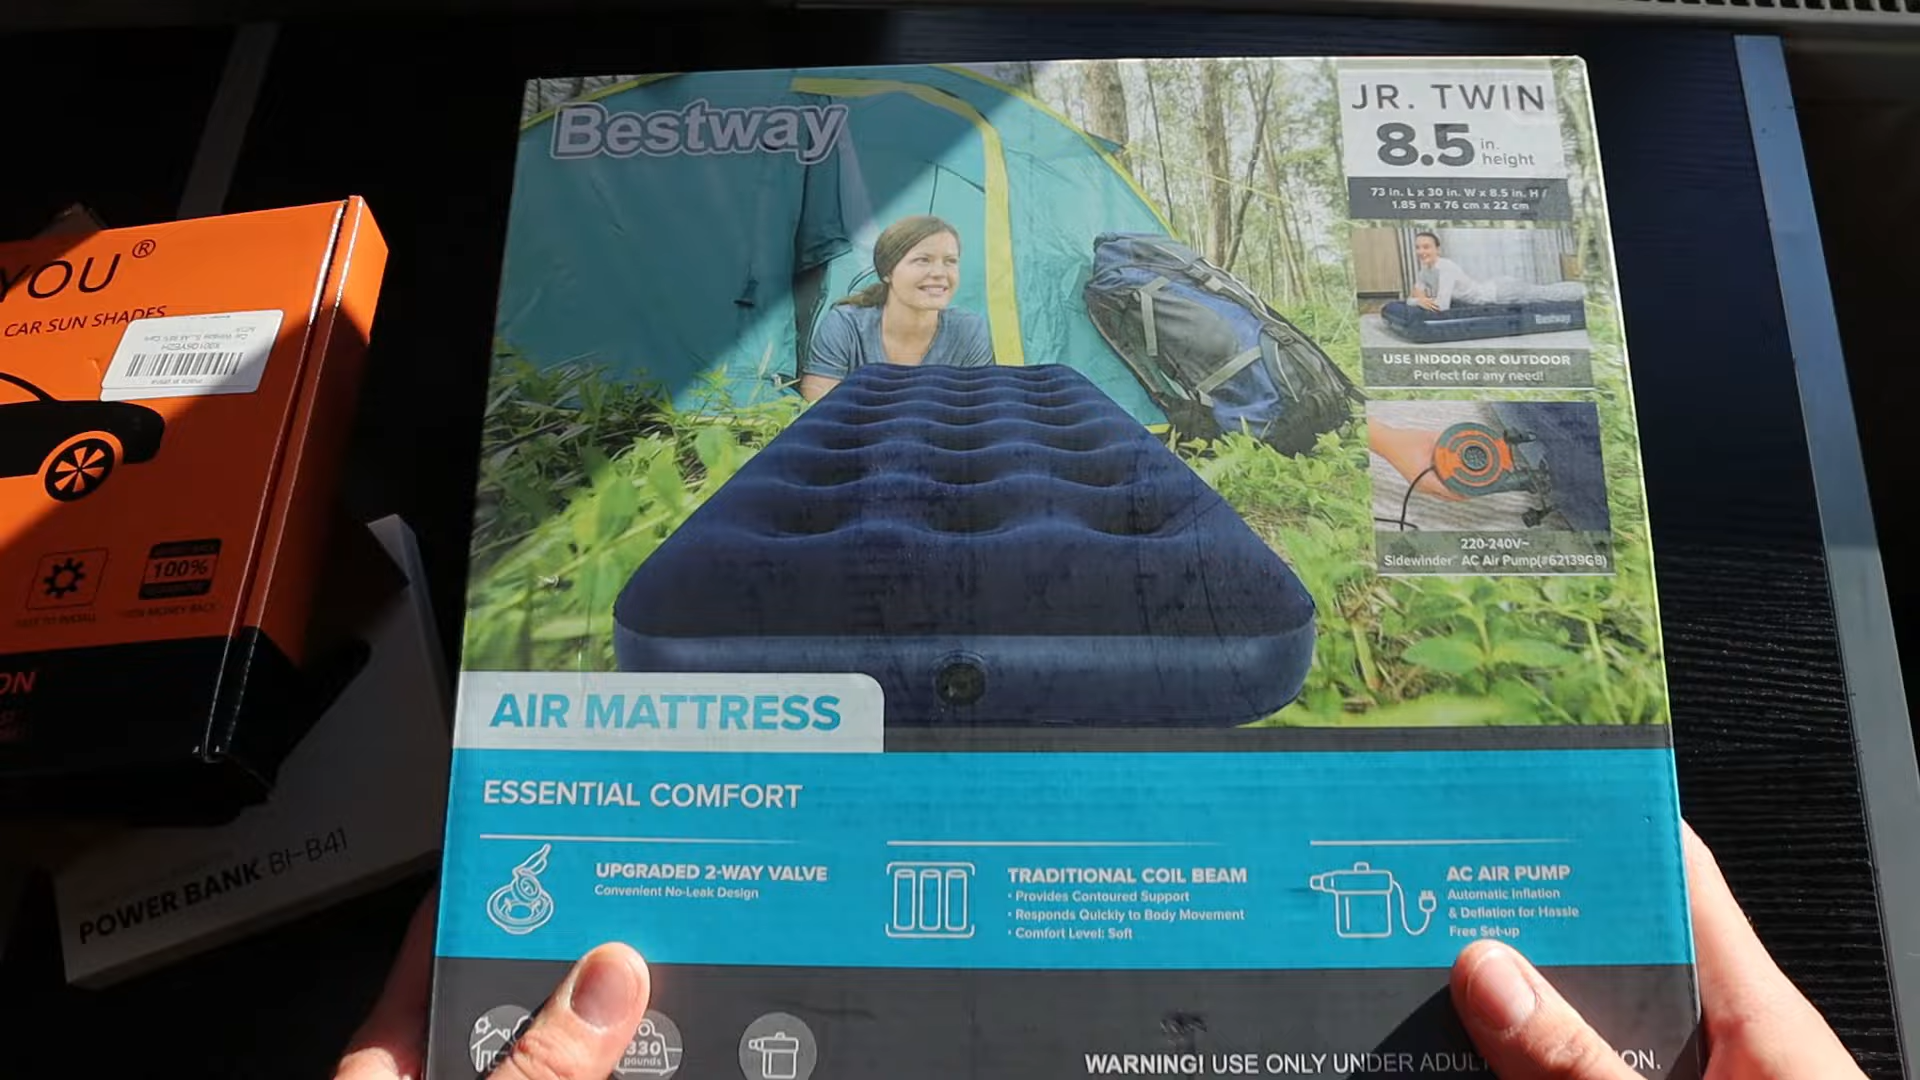 Bestway
JR. TWIN
8.5 in.
height
73 in. L x 30 in. W x 8.5 in. H /
1.85 m x 76 cm x 22 cm
Bestway
USE INDOOR OR OUTDOOR
Perfect for any need!
220-240V~
Sidewinder™ AC Air Pump(#62139GB)
AIR MATTRESS
ESSENTIAL COMFORT
UPGRADED 2-WAY VALVE
Convenient No-Leak Design
TRADITIONAL COIL BEAM
• Provides Contoured Support
• Responds Quickly to Body Movement
• Comfort Level: Soft
AC AIR PUMP
Automatic Inflation
& Deflation for Hassle
Free Set-up
330
pounds
WARNING! USE ONLY UNDER
YOU®
CAR SUN SHADES
100%
MONEY BACK
POWER BANK BI-B41